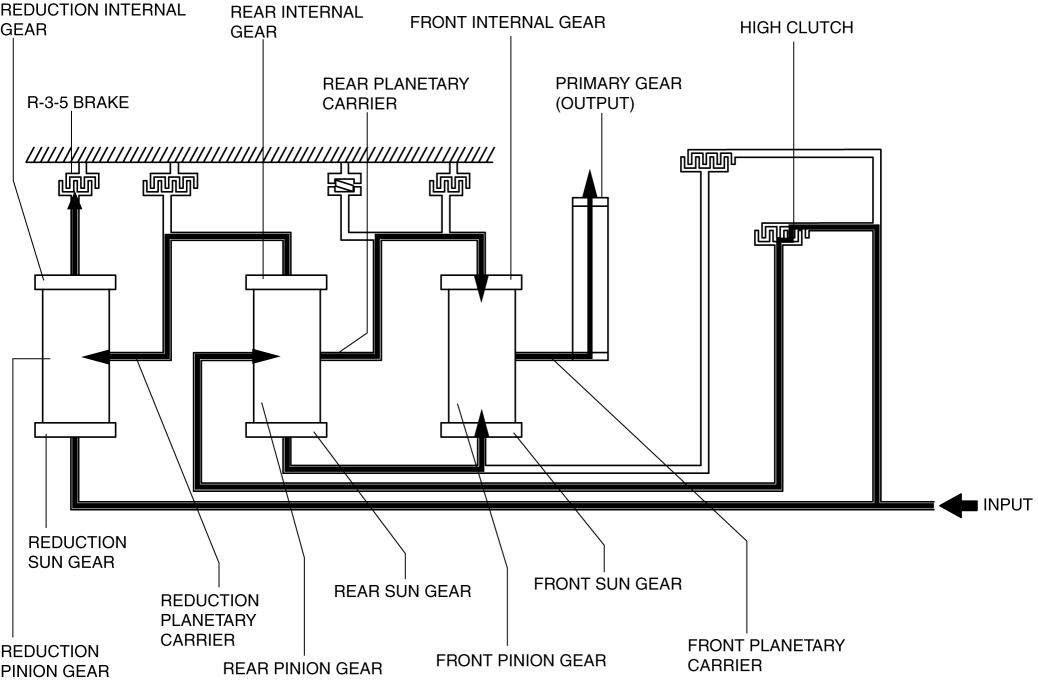 REDUCTION INTERNAL
GEAR
REAR INTERNAL
GEAR
FRONT INTERNAL GEAR
HIGH CLUTCH
R-3-5 BRAKE
REAR PLANETARY
CARRIER
PRIMARY GEAR
(OUTPUT)
INPUT
REDUCTION
SUN GEAR
REDUCTION
PLANETARY
CARRIER
REAR SUN GEAR
FRONT SUN GEAR
REDUCTION
PINION GEAR
REAR PINION GEAR
FRONT PINION GEAR
FRONT PLANETARY
CARRIER